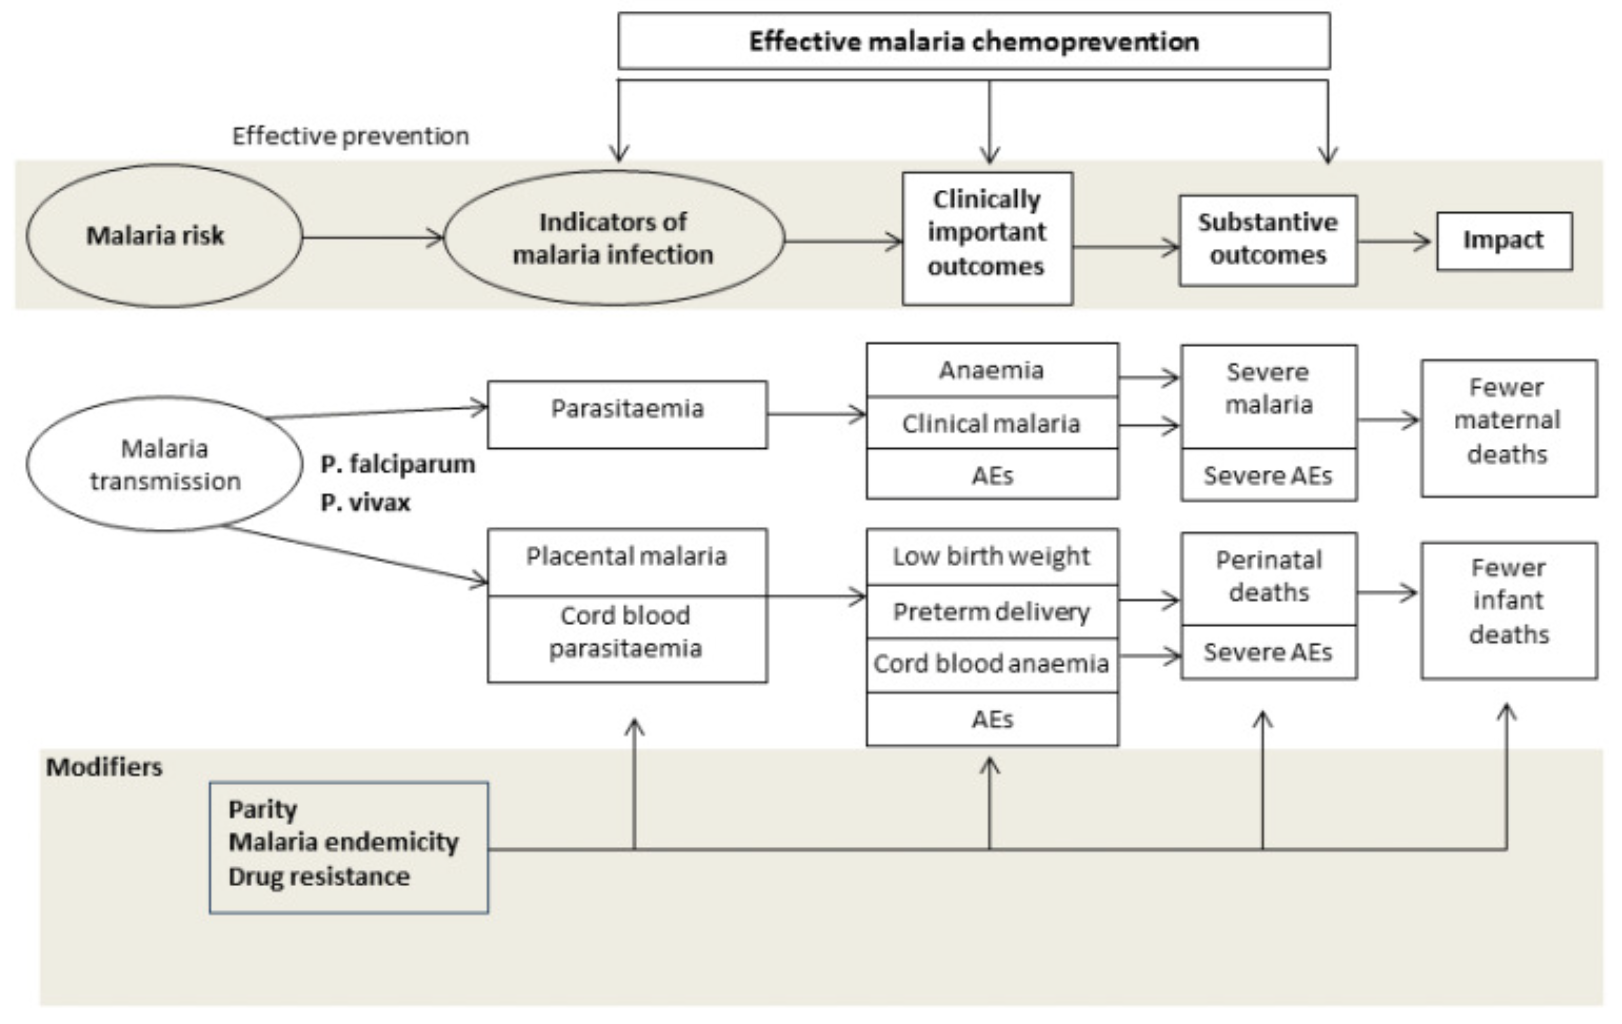 Effective malaria chemoprevention
Effective prevention
Malaria risk
Indicators of
malaria infection
Clinically
important
outcomes
Substantive
outcomes
Impact
Malaria
transmission
P. falciparum
P. vivax
Parasitaemia
Anaemia
Clinical malaria
AEs
Severe
malaria
Severe AEs
Fewer
maternal
deaths
Placental malaria
Cord blood
parasitaemia
Low birth weight
Preterm delivery
Cord blood anaemia
AEs
Perinatal
deaths
Severe AEs
Fewer
infant
deaths
Modifiers
Parity
Malaria endemicity
Drug resistance